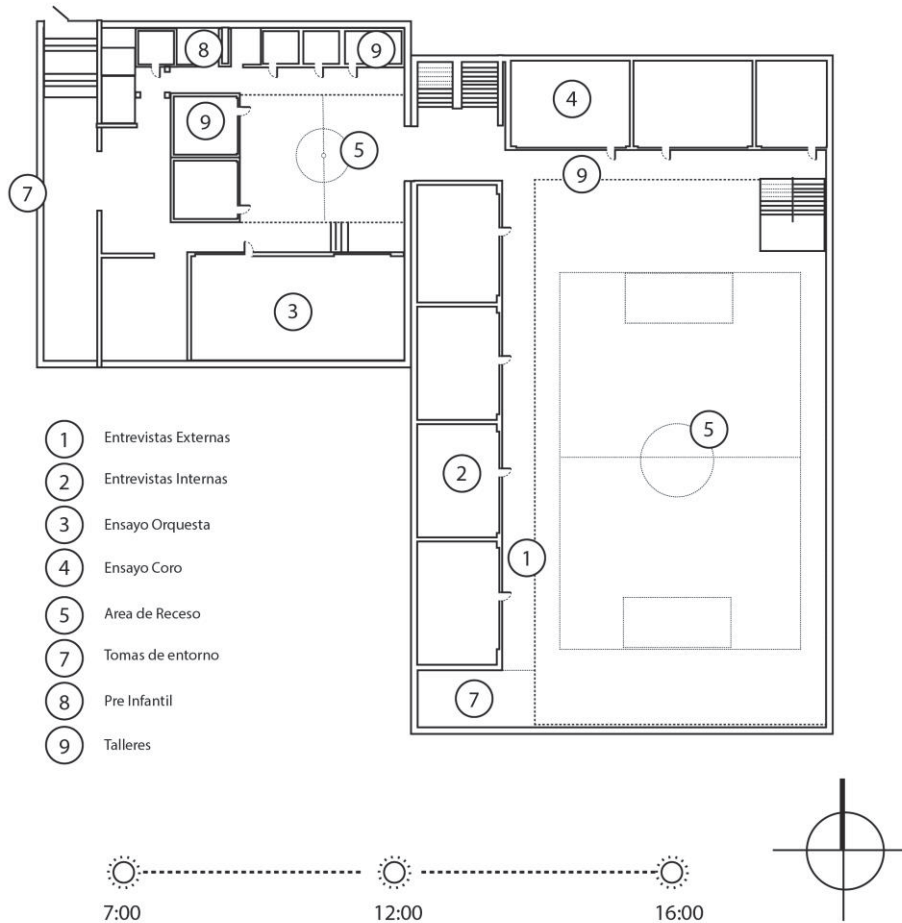 8
9
4
9
5
9
7
3
5
2
1
7
1 Entrevistas Externas
2 Entrevistas Internas
3 Ensayo Orquesta
4 Ensayo Coro
5 Area de Receso
7 Tomas de entorno
8 Pre Infantil
9 Talleres
7:00 12:00 16:00